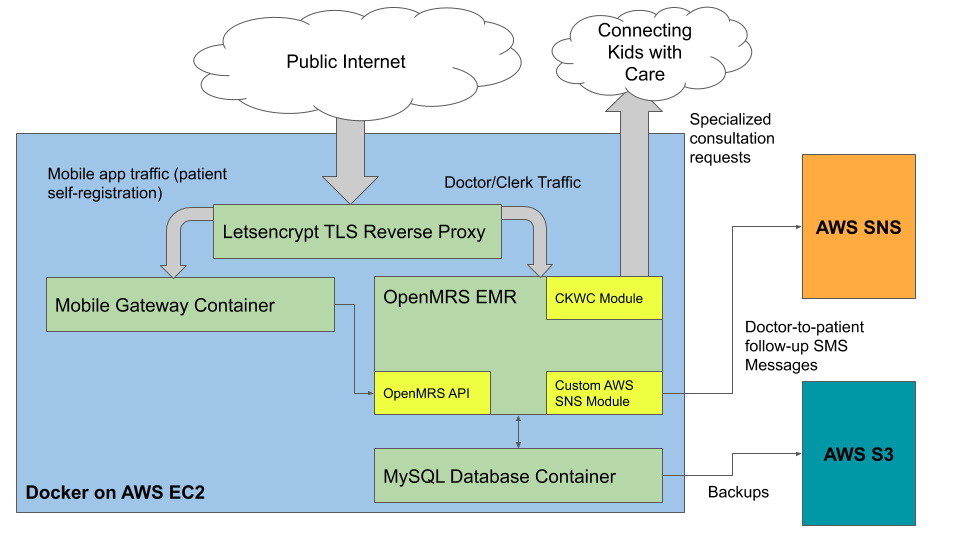 Public Internet
Connecting
Kids with
Care
Specialized
consultation
requests
Mobile app traffic (patient
self-registration)
Doctor/Clerk Traffic
Letsencrypt TLS Reverse Proxy
AWS SNS
Mobile Gateway Container
OpenMRS EMR
CKWC Module
Doctor-to-patient
follow-up SMS
Messages
OpenMRS API
Custom AWS
SNS Module
MySQL Database Container
AWS S3
Backups
Docker on AWS EC2